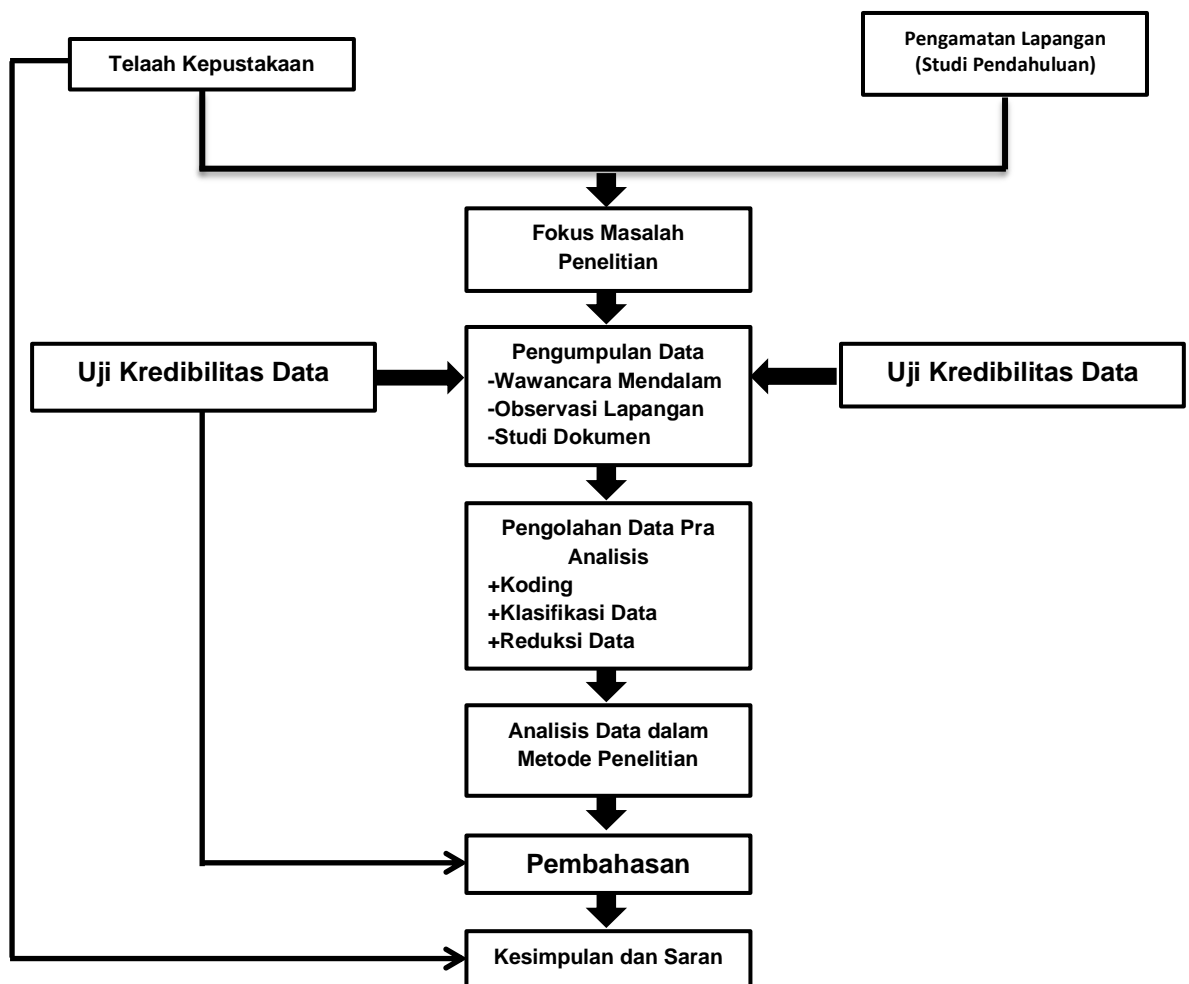 Telaah Kepustakaan
Pengamatan Lapangan
(Studi Pendahuluan)
Fokus Masalah
Penelitian
Uji Kredibilitas Data
Pengumpulan Data
-Wawancara Mendalam
-Observasi Lapangan
-Studi Dokumen
Uji Kredibilitas Data
Pengolahan Data Pra
Analisis
+Koding
+Klasifikasi Data
+Reduksi Data
Analisis Data dalam
Metode Penelitian
Pembahasan
Kesimpulan dan Saran